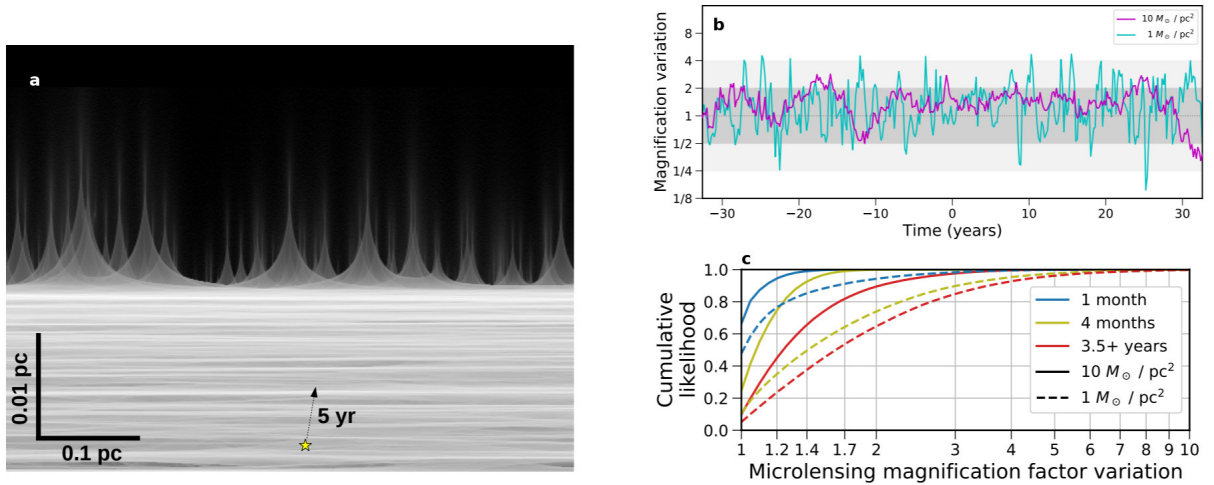 a
0.01 pc
0.1 pc
5 yr
b
10 M⊙ / pc²
1 M⊙ / pc²
Magnification variation
8
4
2
1
1/2
1/4
1/8
−30
−20
−10
0
10
20
30
Time (years)
c
Cumulative
likelihood
1.0
0.8
0.6
0.4
0.2
0.0
1 month
4 months
3.5+ years
10 M⊙ / pc²
1 M⊙ / pc²
1
1.2
1.4
1.7
2
3
4
5
6
7
8
9
10
Microlensing magnification factor variation